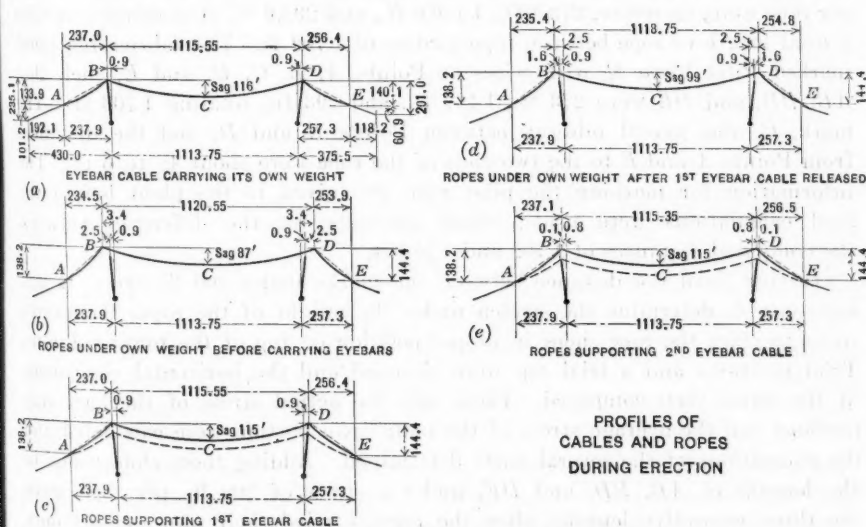 237.0 1115.55 256.4
0.9 0.9
B D
A Sag 116' E
C
235.1 133.9 101.2 140.1 201.0 60.9
192.1 237.9 257.3 118.2
430.0 1113.75 375.5
(a)
EYEBAR CABLE CARRYING ITS OWN WEIGHT
234.5 1120.55 253.9
3.4 3.4
2.5 0.9 0.9 2.5
B D
138.2 Sag 87' 144.4
A C E
237.9 257.3
(b) 1113.75
ROPES UNDER OWN WEIGHT BEFORE CARRYING EYEBARS
237.0 1115.55 256.4
0.9 0.9
B D
138.2 Sag 115' 144.4
A C E
237.9 257.3
1113.75
(c)
ROPES SUPPORTING 1ST EYEBAR CABLE
235.4 1118.75 254.8
2.5 2.5
1.6 0.9 0.9 1.6
B D
138.2 Sag 99'
A C E
237.9 257.3
(d) 1113.75
ROPES UNDER OWN WEIGHT AFTER 1ST EYEBAR CABLE RELEASED
237.1 1115.35
0.1 0.8 0.8 0.1
B D
138.2 Sag 115' 144.4
A C E
237.9 257.3
(e) 1113.75
ROPES SUPPORTING 2ND EYEBAR CABLE
CABLES AND ROPES
DURING ERECTION